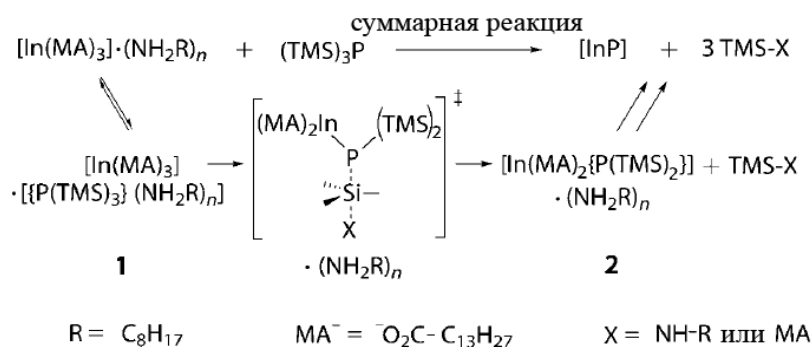 суммарная реакция
[In(MA)₃]·(NH₂R)ₙ + (TMS)₃P [InP] + 3 TMS-X
(MA)₂In (TMS)₂ ‡
P
[In(MA)₃] Si [In(MA)₂{P(TMS)₂}] + TMS-X
·[{P(TMS)₃} (NH₂R)ₙ] X ·(NH₂R)ₙ
1 ·(NH₂R)ₙ 2
R = C₈H₁₇ MA⁻ = ⁻O₂C-C₁₃H₂₇ X = NH-R или MA